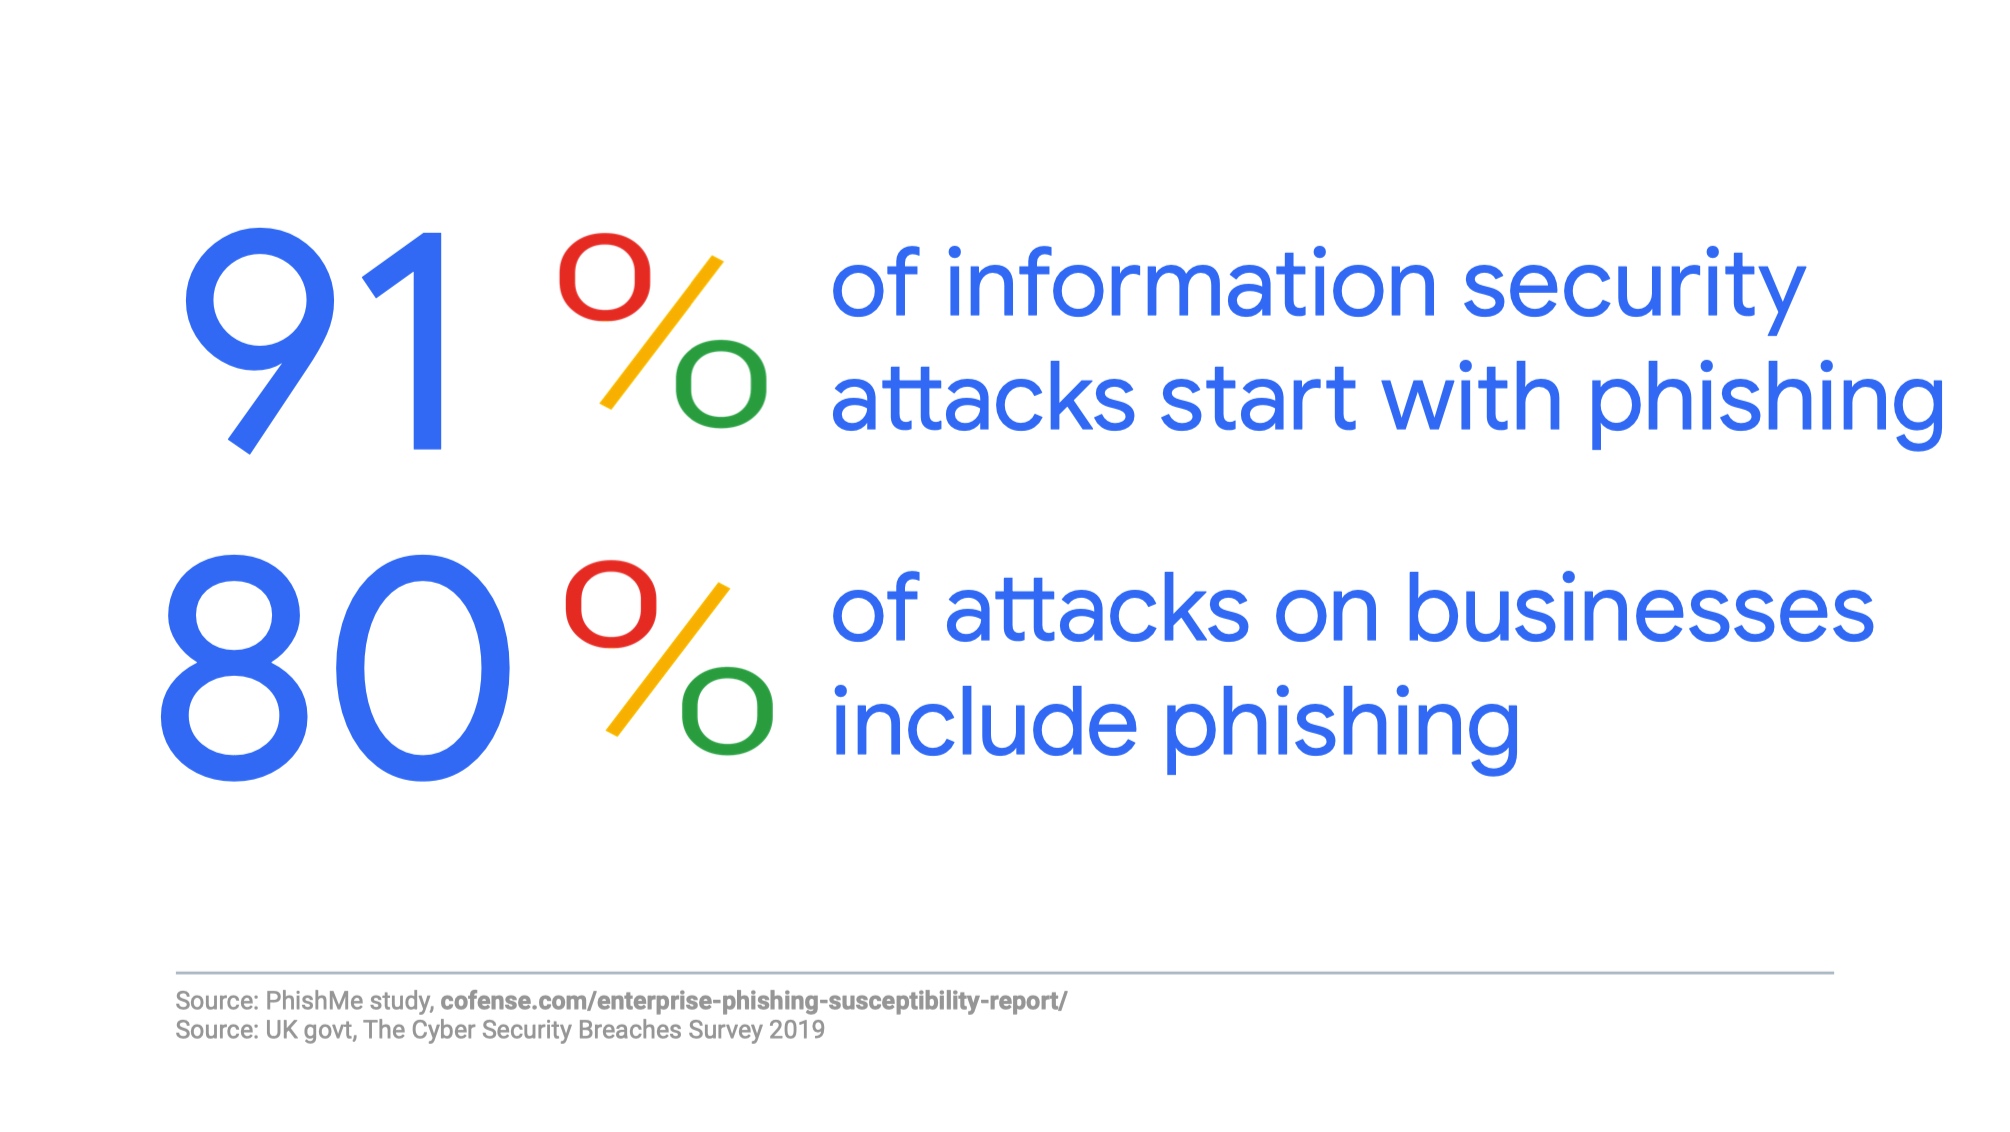 91% of information security
attacks start with phishing
80% of attacks on businesses
include phishing
Source: PhishMe study, cofense.com/enterprise-phishing-susceptibility-report/
Source: UK govt, The Cyber Security Breaches Survey 2019